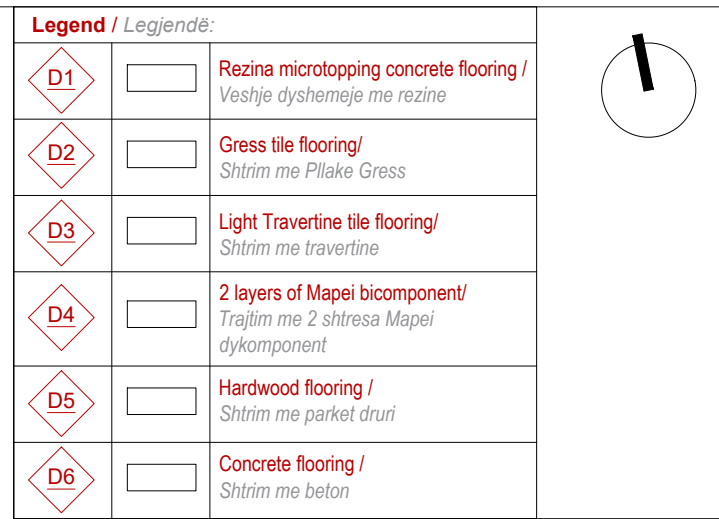 Legend / Legjendë:
D1
Rezina microtopping concrete flooring /
Veshje dyshemeje me rezine
D2
Gress tile flooring/
Shtrim me Pllake Gress
D3
Light Travertine tile flooring/
Shtrim me travertine
D4
2 layers of Mapei bicomponent/
Trajtim me 2 shtresa Mapei
dykomponent
D5
Hardwood flooring /
Shtrim me parket druri
D6
Concrete flooring /
Shtrim me beton